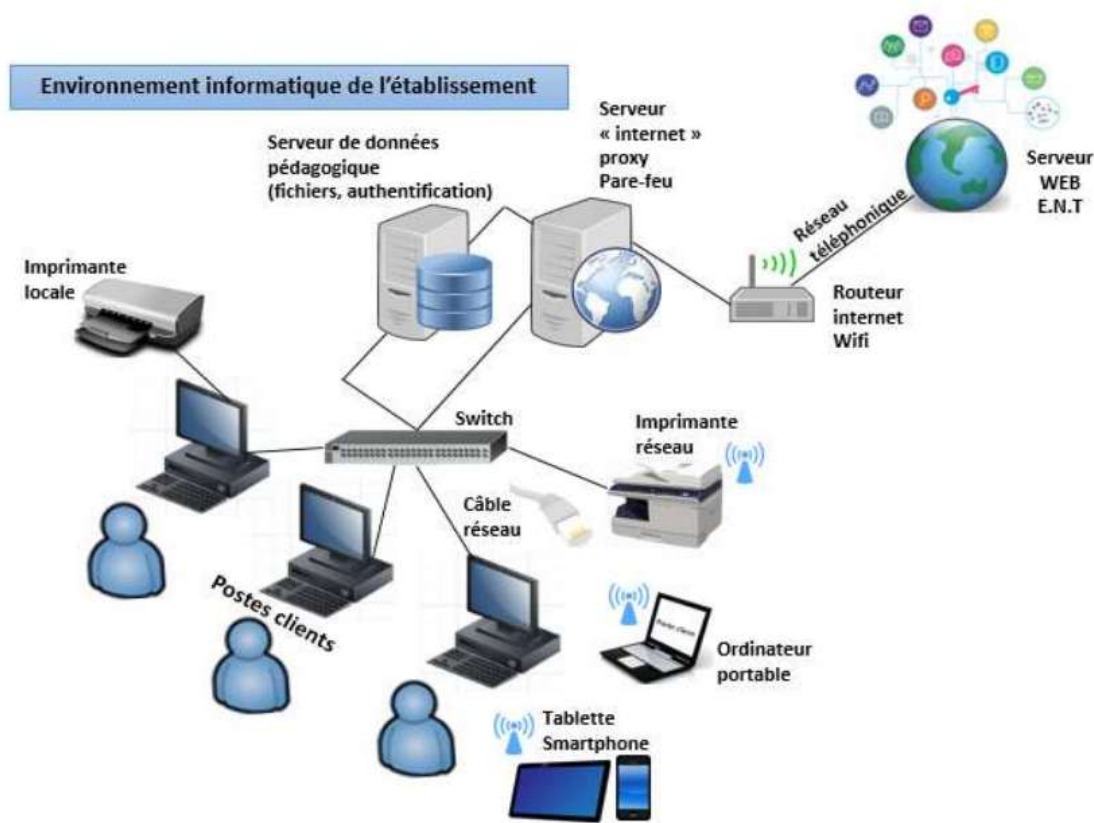 Environnement informatique de l'établissement
Serveur de données
pédagogique
(fichiers, authentification)
Serveur
« internet »
proxy
Pare-feu
Serveur
WEB
E.N.T
Réseau
téléphonique
Routeur
internet
Wifi
Imprimante
locale
Switch
Imprimante
réseau
Câble
réseau
Postes clients
Ordinateur
portable
Tablette
Smartphone